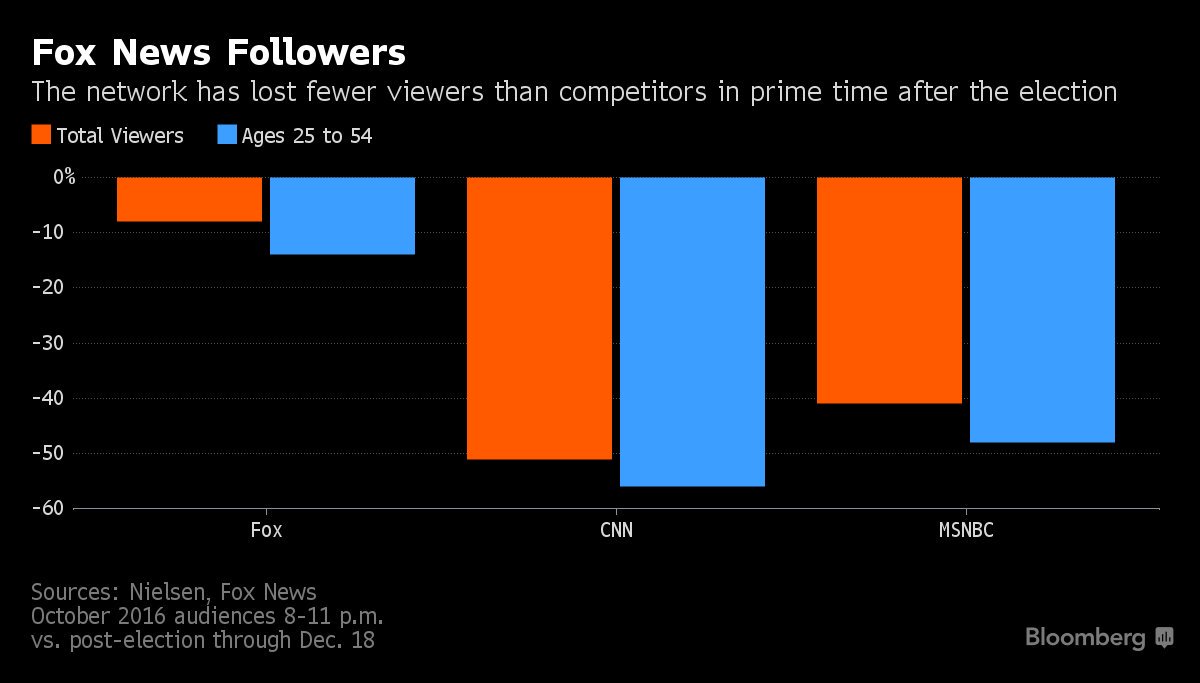 Fox News Followers
The network has lost fewer viewers than competitors in prime time after the election
Total Viewers Ages 25 to 54
0%
-10
-20
-30
-40
-50
-60
Fox CNN MSNBC
Sources: Nielsen, Fox News
October 2016 audiences 8-11 p.m.
vs. post-election through Dec. 18
Bloomberg